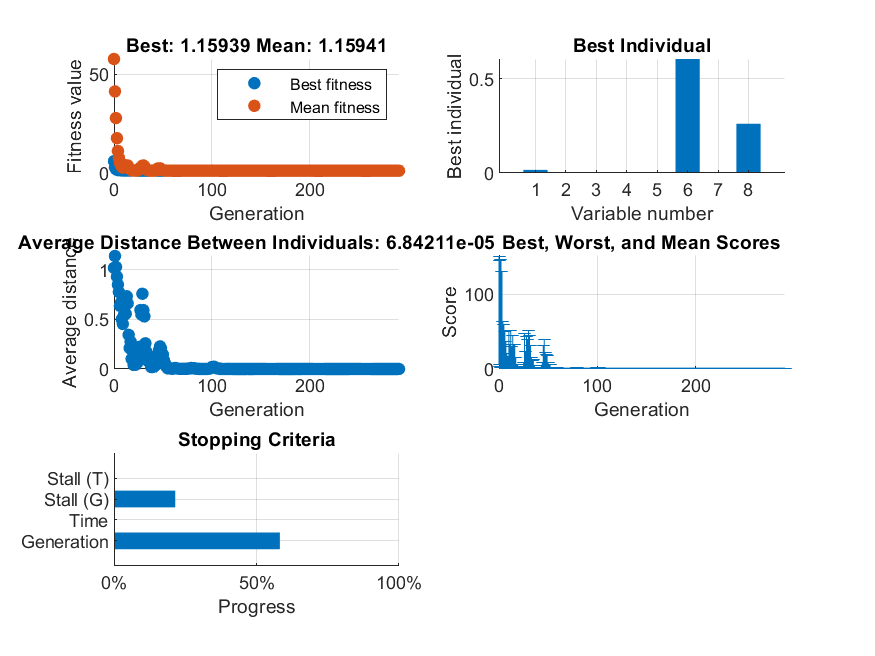 Best: 1.15939 Mean: 1.15941
Fitness value
50
0
Best fitness
Mean fitness
0 100 200
Generation
Best Individual
Best individual
0.5
0
1 2 3 4 5 6 7 8
Variable number
Average Distance Between Individuals: 6.84211e-05
Average distance
1
0.5
0
0 100 200
Generation
Best, Worst, and Mean Scores
Score
100
0
0 100 200
Generation
Stopping Criteria
Stall (T)
Stall (G)
Time
Generation
0% 50% 100%
Progress